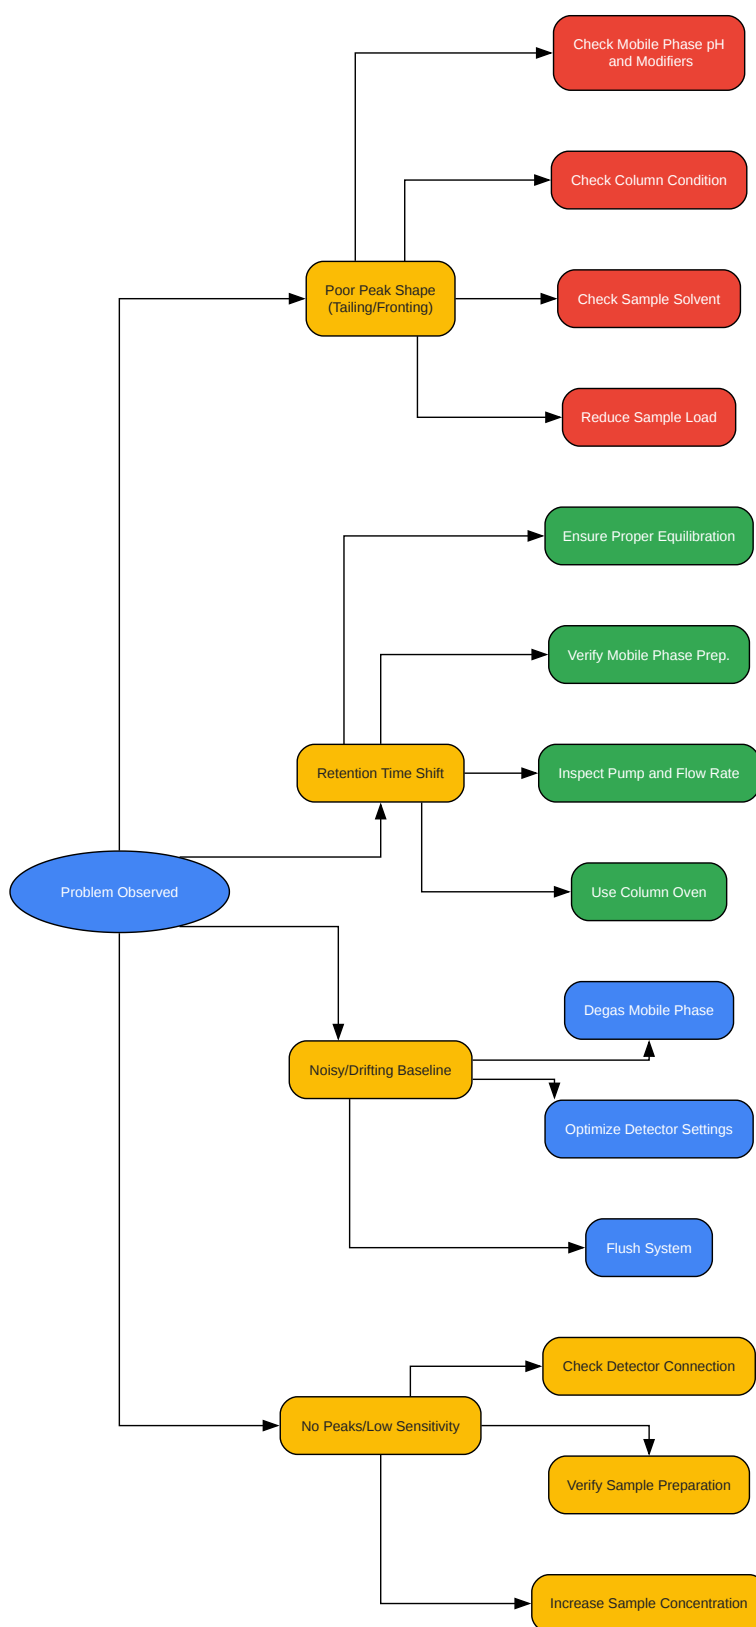 Check Mobile Phase pH
and Modifiers
Check Column Condition
Poor Peak Shape
(Tailing/Fronting)
Check Sample Solvent
Reduce Sample Load
Ensure Proper Equilibration
Verify Mobile Phase Prep.
Retention Time Shift
Inspect Pump and Flow Rate
Problem Observed
Use Column Oven
Degas Mobile Phase
Noisy/Drifting Baseline
Optimize Detector Settings
Flush System
Check Detector Connection
No Peaks/Low Sensitivity
Verify Sample Preparation
Increase Sample Concentration